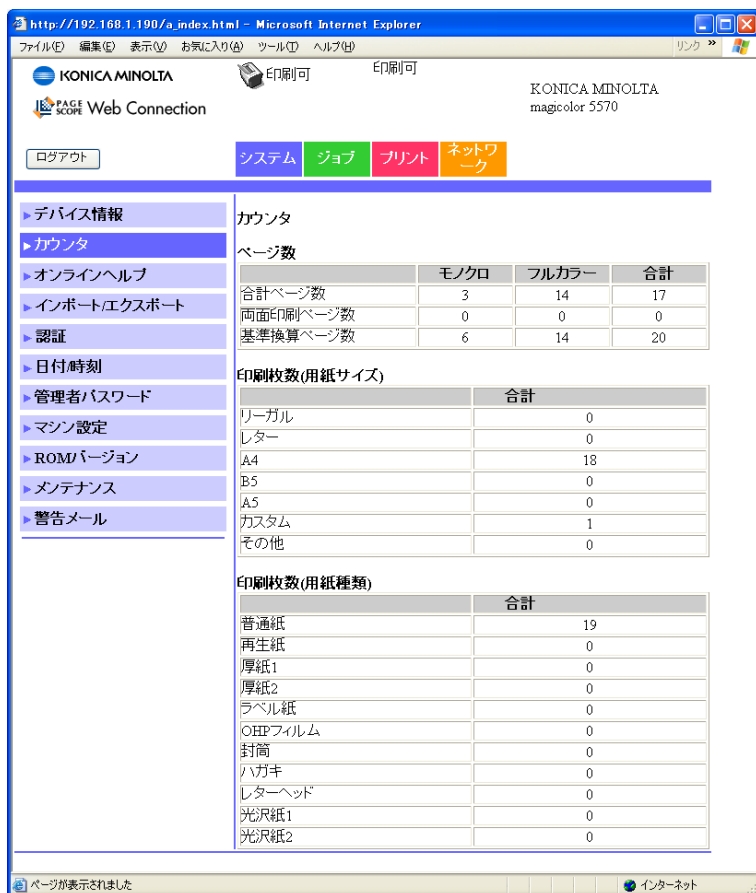 http://192.168.1.190/a_index.html - Microsoft Internet Explorer
ファイル(F) 編集(E) 表示(V) お気に入り(A) ツール(T) ヘルプ(H) リンク »
KONICA MINOLTA
印刷可
印刷可
KONICA MINOLTA
magicolor 5570
PAGE SCOPE Web Connection
ログアウト
システム ジョブ プリント ネットワ
ーク
デバイス情報
カウンタ
オンラインヘルプ
インポート/エクスポート
認証
日付/時刻
管理者パスワード
マシン設定
ROMバージョン
メンテナンス
警告メール
カウンタ
ページ数
モノクロ フルカラー 合計
合計ページ数 3 14 17
両面印刷ページ数 0 0 0
基準換算ページ数 6 14 20
印刷枚数(用紙サイズ)
合計
リーガル 0
レター 0
A4 18
B5 0
A5 0
カスタム 1
その他 0
印刷枚数(用紙種類)
合計
普通紙 19
再生紙 0
厚紙1 0
厚紙2 0
ラベル紙 0
OHPフィルム 0
封筒 0
ハガキ 0
レターヘッド 0
光沢紙1 0
光沢紙2 0
ページが表示されました インターネット